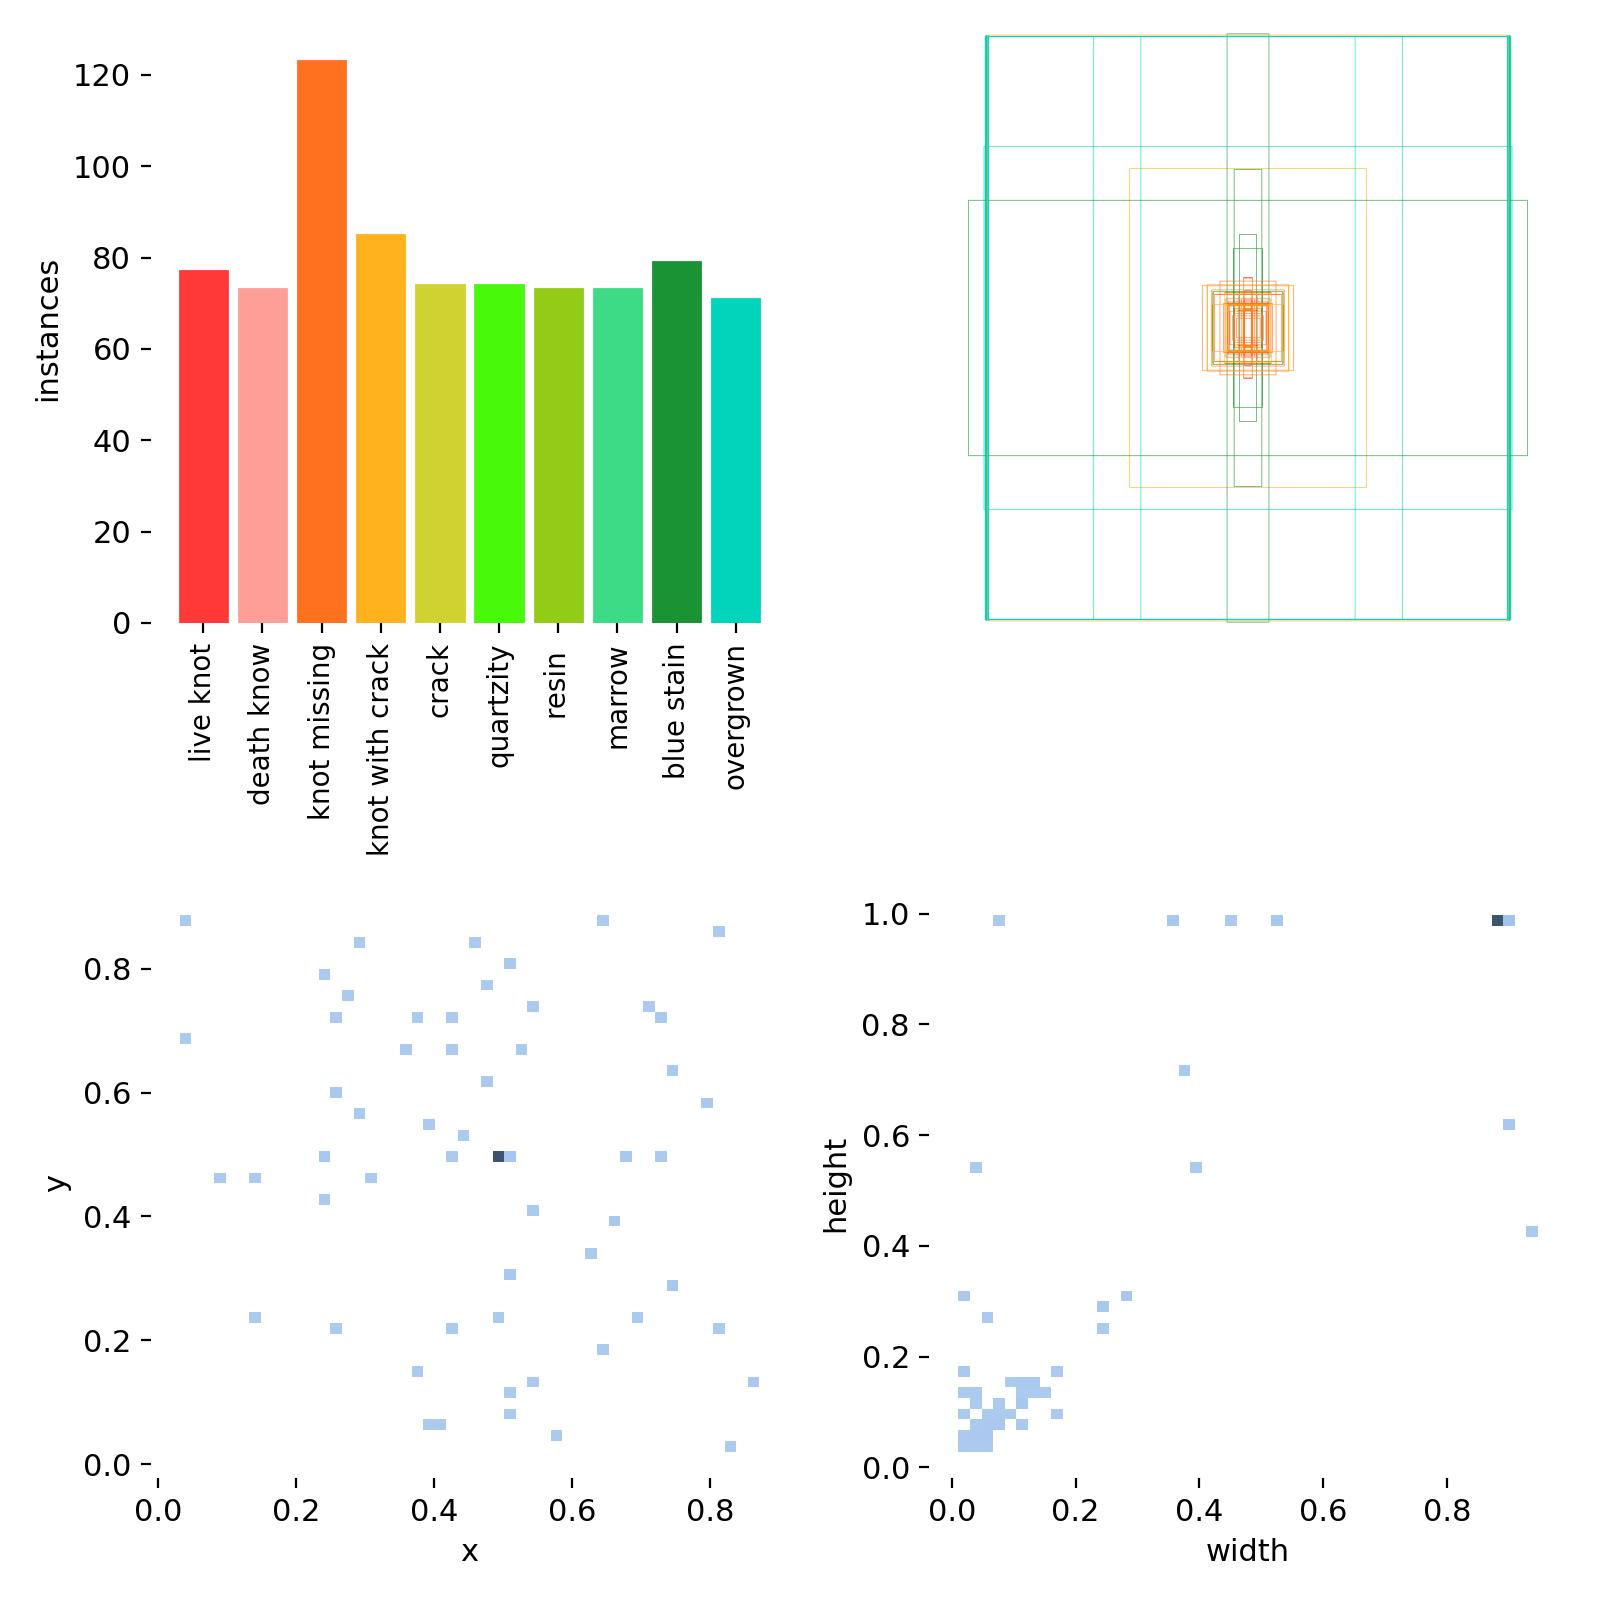 120
100
80
60
40
20
0
instances
live knot
death know
knot missing
knot with crack
crack
quartzity
resin
marrow
blue stain
overgrown
0.8
0.6
0.4
0.2
0.0
y
0.0 0.2 0.4 0.6 0.8
x
1.0
0.8
0.6
0.4
0.2
0.0
height
0.0 0.2 0.4 0.6 0.8
width